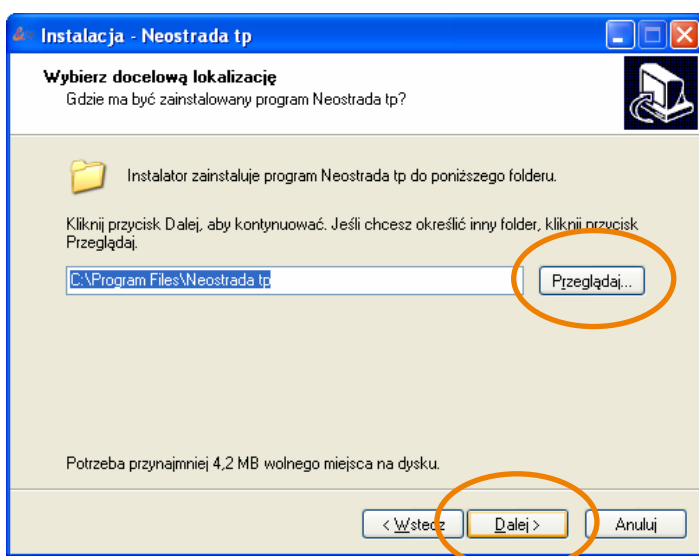 Instalacja - Neostrada tp
Wybierz docelową lokalizację
Gdzie ma być zainstalowany program Neostrada tp?
Instalator zainstaluje program Neostrada tp do poniższego folderu.
Kliknij przycisk Dalej, aby kontynuować. Jeśli chcesz określić inny folder, kliknij przycisk
Przeglądaj.
C:\Program Files\Neostrada tp
Przeglądaj...
Potrzeba przynajmniej 4,2 MB wolnego miejsca na dysku.
< Wstecz
Dalej >
Anuluj